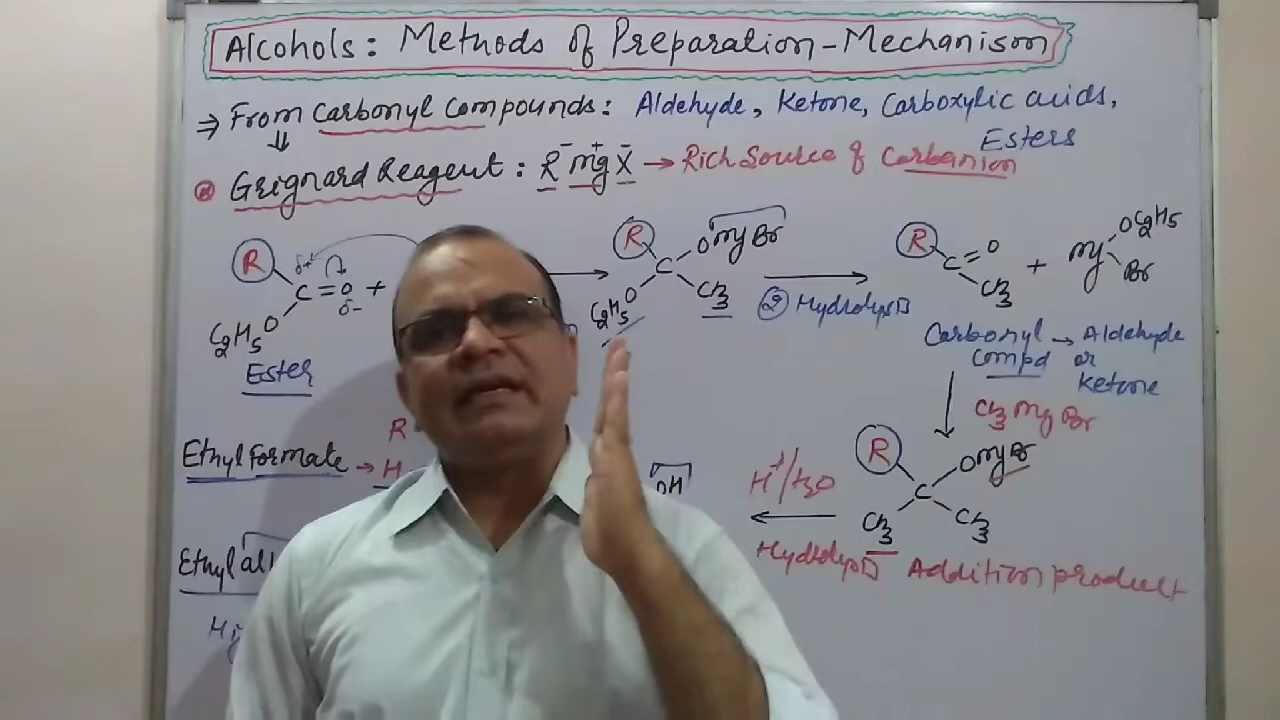 Alcohols: Methods of Preparation - Mechanism
⇒ From Carbonyl Compounds: Aldehyde, Ketone, Carboxylic acids,
Esters
⇓
Grignard Reagent: R⁻ Mg⁺ X⁻ → Rich Source of Carbanion
R C=O δ+ δ- C2H5O +
Ester
→
R C OMgBr C2H5O CH3
→
② Hydrolysis
R C=O CH3 + Mg OC2H5 Br
Carbonyl → Aldehyde
compd or
Ketone
↓ CH3MgBr
R C OMgBr CH3 CH3
Addition product
H⁺/H2O
←
Hydrolysis
OH
R
Ethyl Formate → H
Ethyl